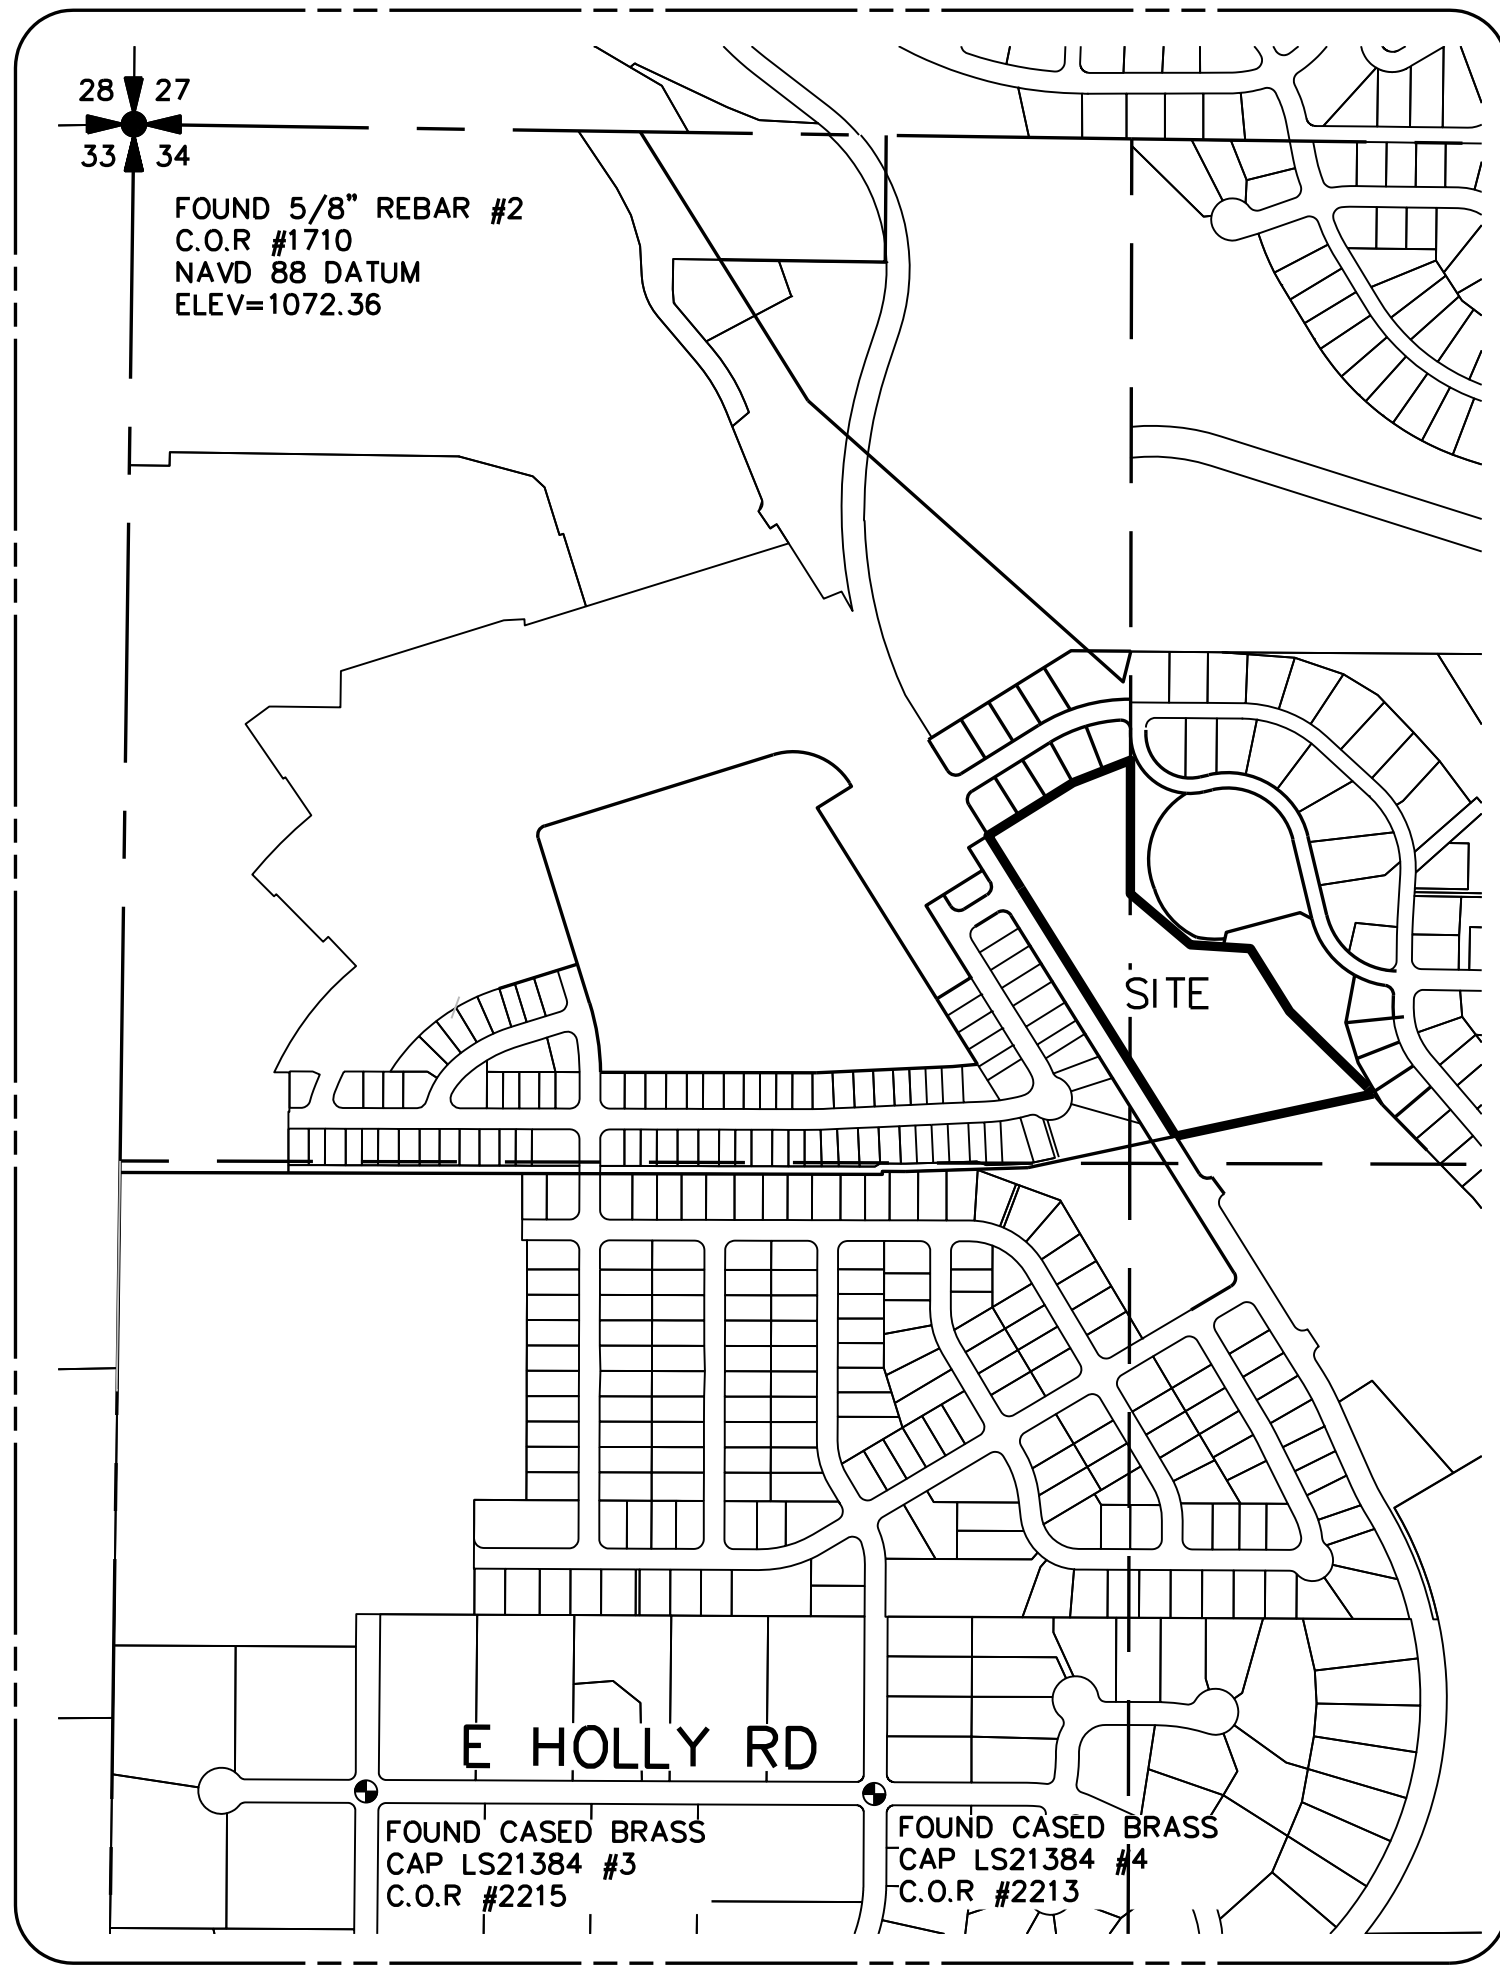 28 27
33 34
FOUND 5/8" REBAR #2
C.O.R #1710
NAVD 88 DATUM
ELEV=1072.36
SITE
E HOLLY RD
FOUND CASED BRASS
CAP LS21384 #3
C.O.R #2215
FOUND CASED BRASS
CAP LS21384 #4
C.O.R #2213